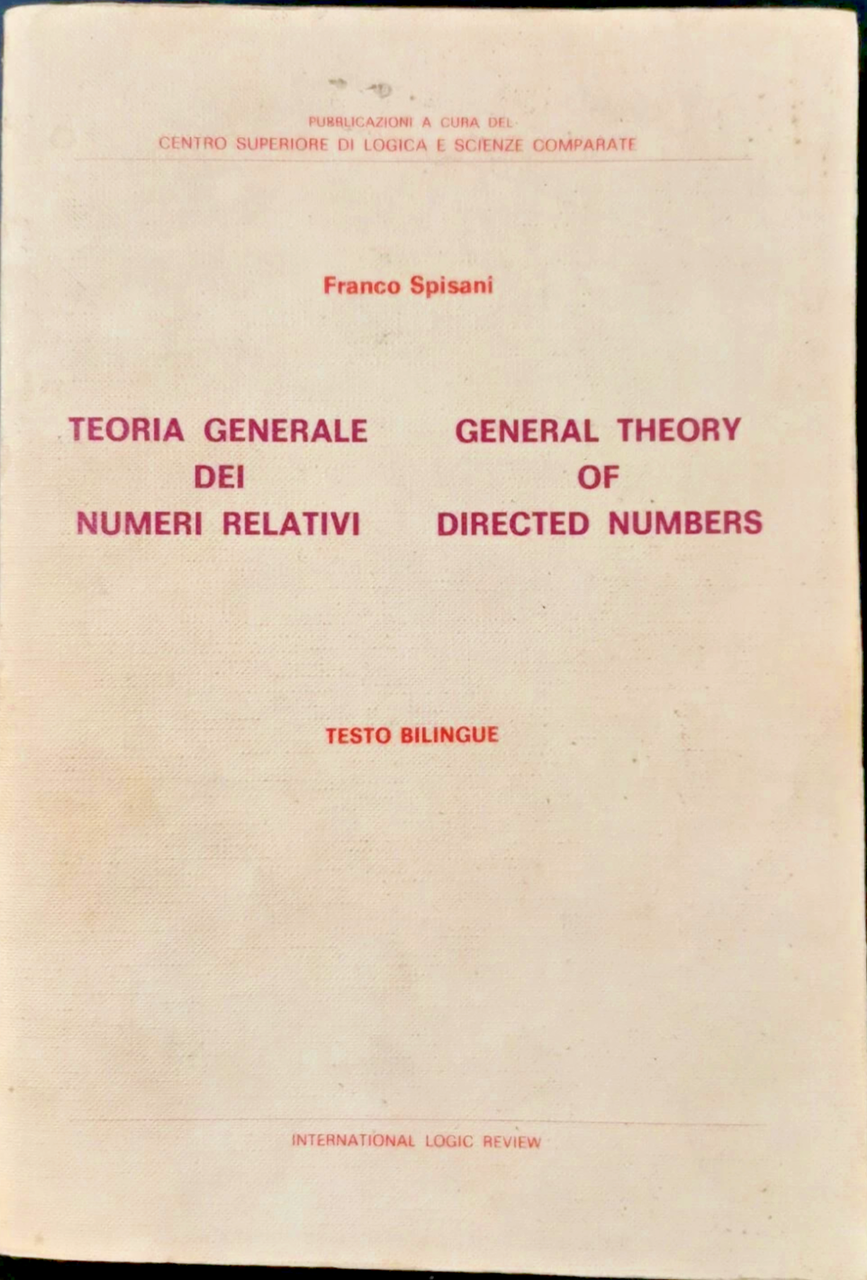 PUBBLICAZIONI A CURA DEL
CENTRO SUPERIORE DI LOGICA E SCIENZE COMPARATE
Franco Spisani
TEORIA GENERALE
DEI
NUMERI RELATIVI
GENERAL THEORY
OF
DIRECTED NUMBERS
TESTO BILINGUE
INTERNATIONAL LOGIC REVIEW